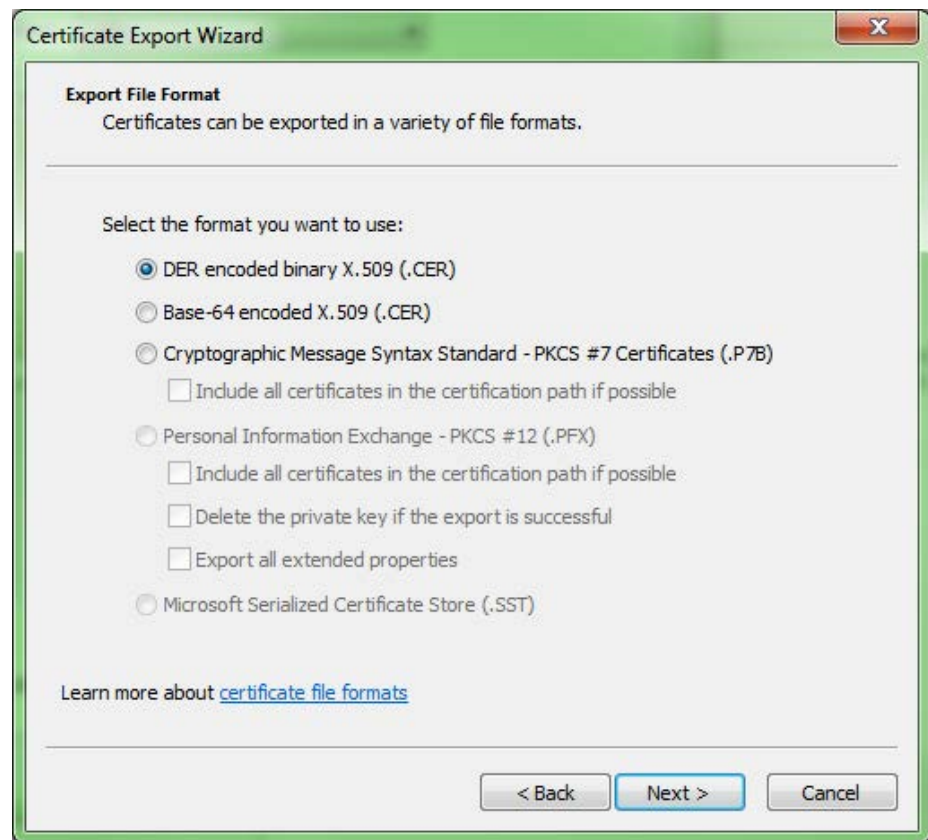 Certificate Export Wizard
Export File Format
Certificates can be exported in a variety of file formats.
Select the format you want to use:
DER encoded binary X.509 (.CER)
Base-64 encoded X.509 (.CER)
Cryptographic Message Syntax Standard - PKCS #7 Certificates (.P7B)
Include all certificates in the certification path if possible
Personal Information Exchange - PKCS #12 (.PFX)
Include all certificates in the certification path if possible
Delete the private key if the export is successful
Export all extended properties
Microsoft Serialized Certificate Store (.SST)
Learn more about certificate file formats
< Back Next > Cancel